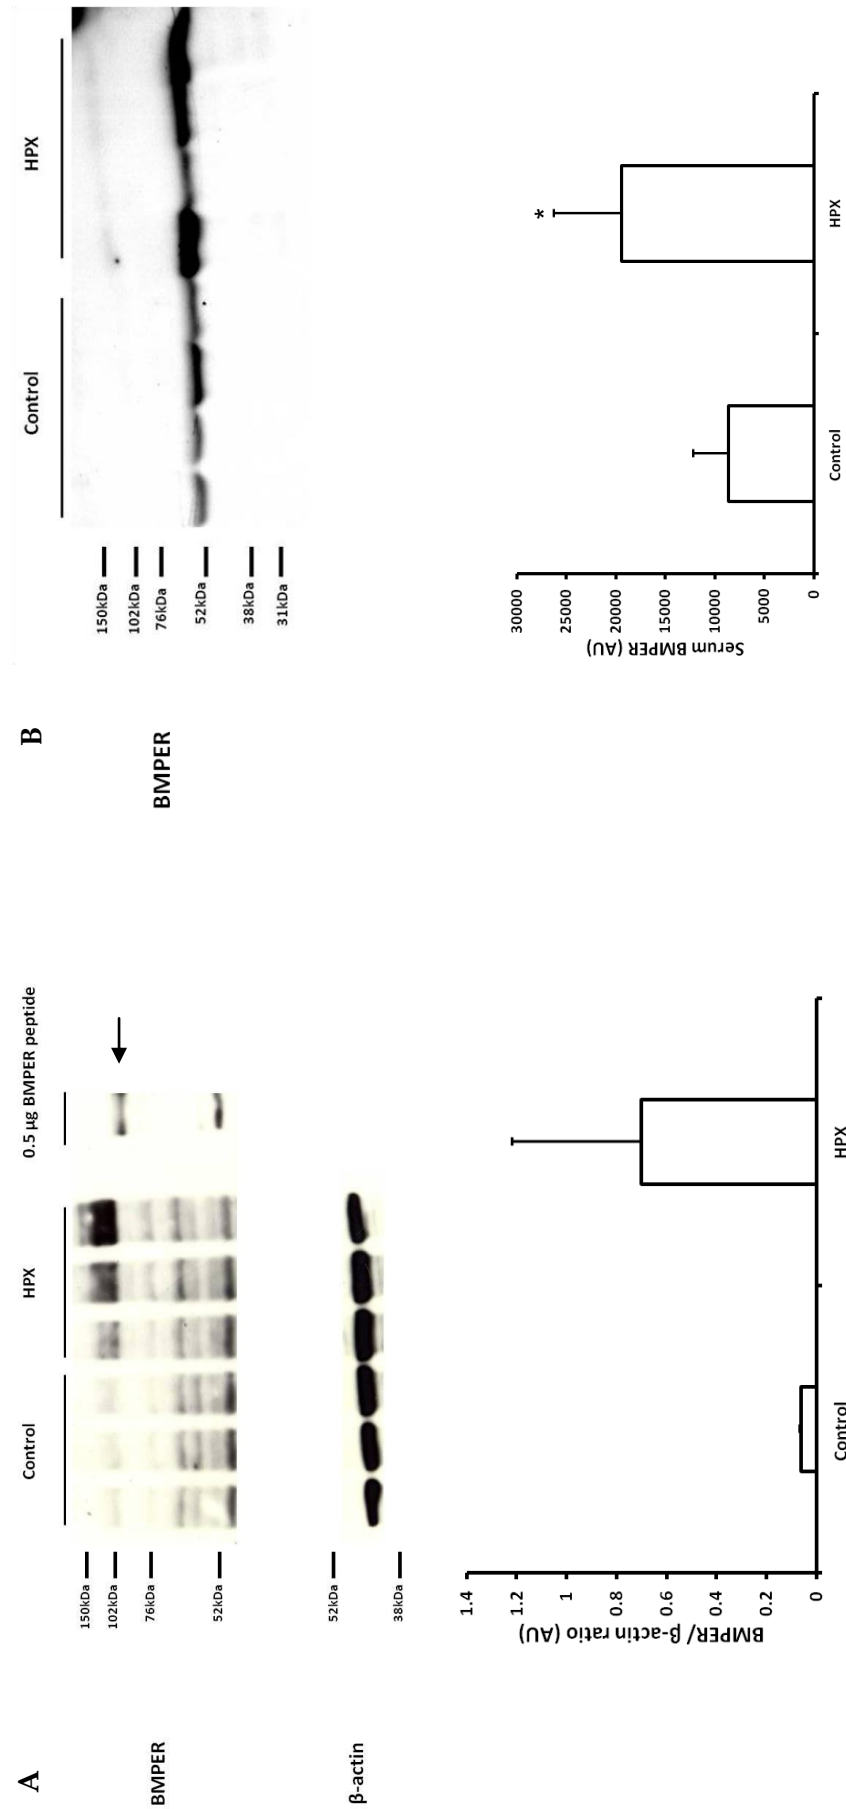 A
Control
HPX
0.5 µg BMPER peptide
150kDa
102kDa
76kDa
52kDa
BMPER
52kDa
38kDa
β-actin
1.4
1.2
1
0.8
0.6
0.4
0.2
0
BMPER/ β-actin ratio (AU)
Control
HPX
B
Control
HPX
150kDa
102kDa
76kDa
52kDa
38kDa
31kDa
BMPER
30000
25000
20000
15000
10000
5000
0
Serum BMPER (AU)
*
Control
HPX